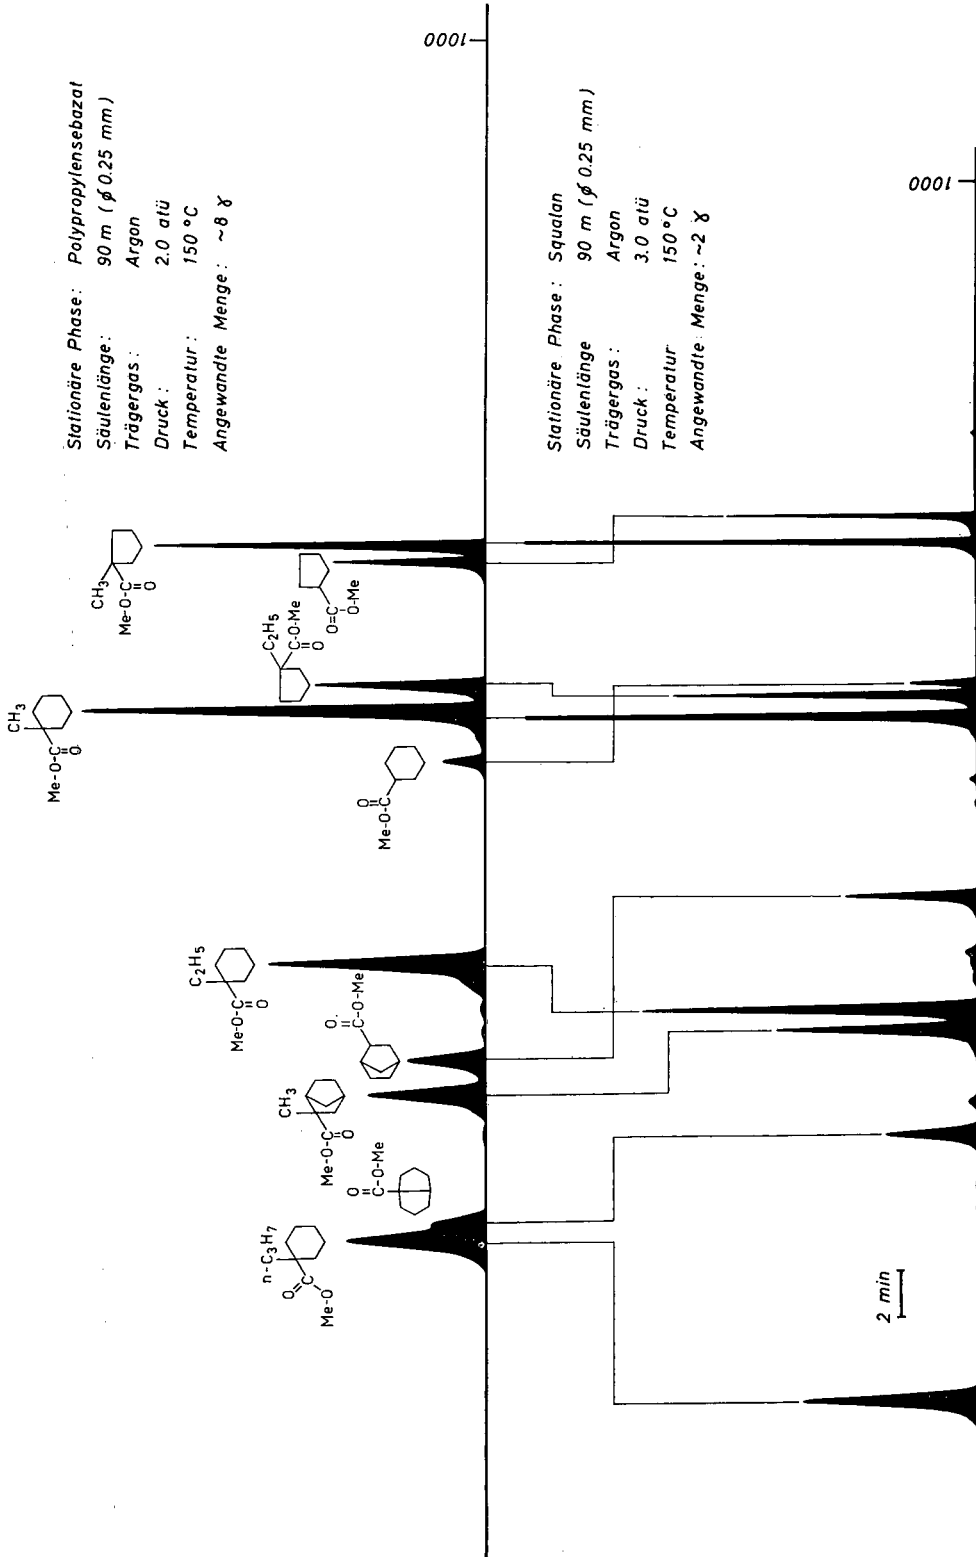 1000
Stationäre Phase: Polypropylensebazat
Säulenlänge: 90 m (ϕ 0.25 mm)
Trägergas: Argon
Druck: 2.0 atü
Temperatur: 150 °C
Angewandte Menge: ~8 γ
CH3
Me-O-C
O
O=C
O-Me
C2H5
C-O-Me
O
CH3
Me-O-C
O
O
Me-O-C
C2H5
Me-O-C
O
O
C-O-Me
CH3
Me-O-C
O
O
C-O-Me
n-C3H7
O
C
Me-O
1000
Stationäre Phase: Squalan
Säulenlänge 90 m (ϕ 0.25 mm)
Trägergas: Argon
Druck: 3.0 atü
Temperatur 150 °C
Angewandte Menge: ~2 γ
2 min